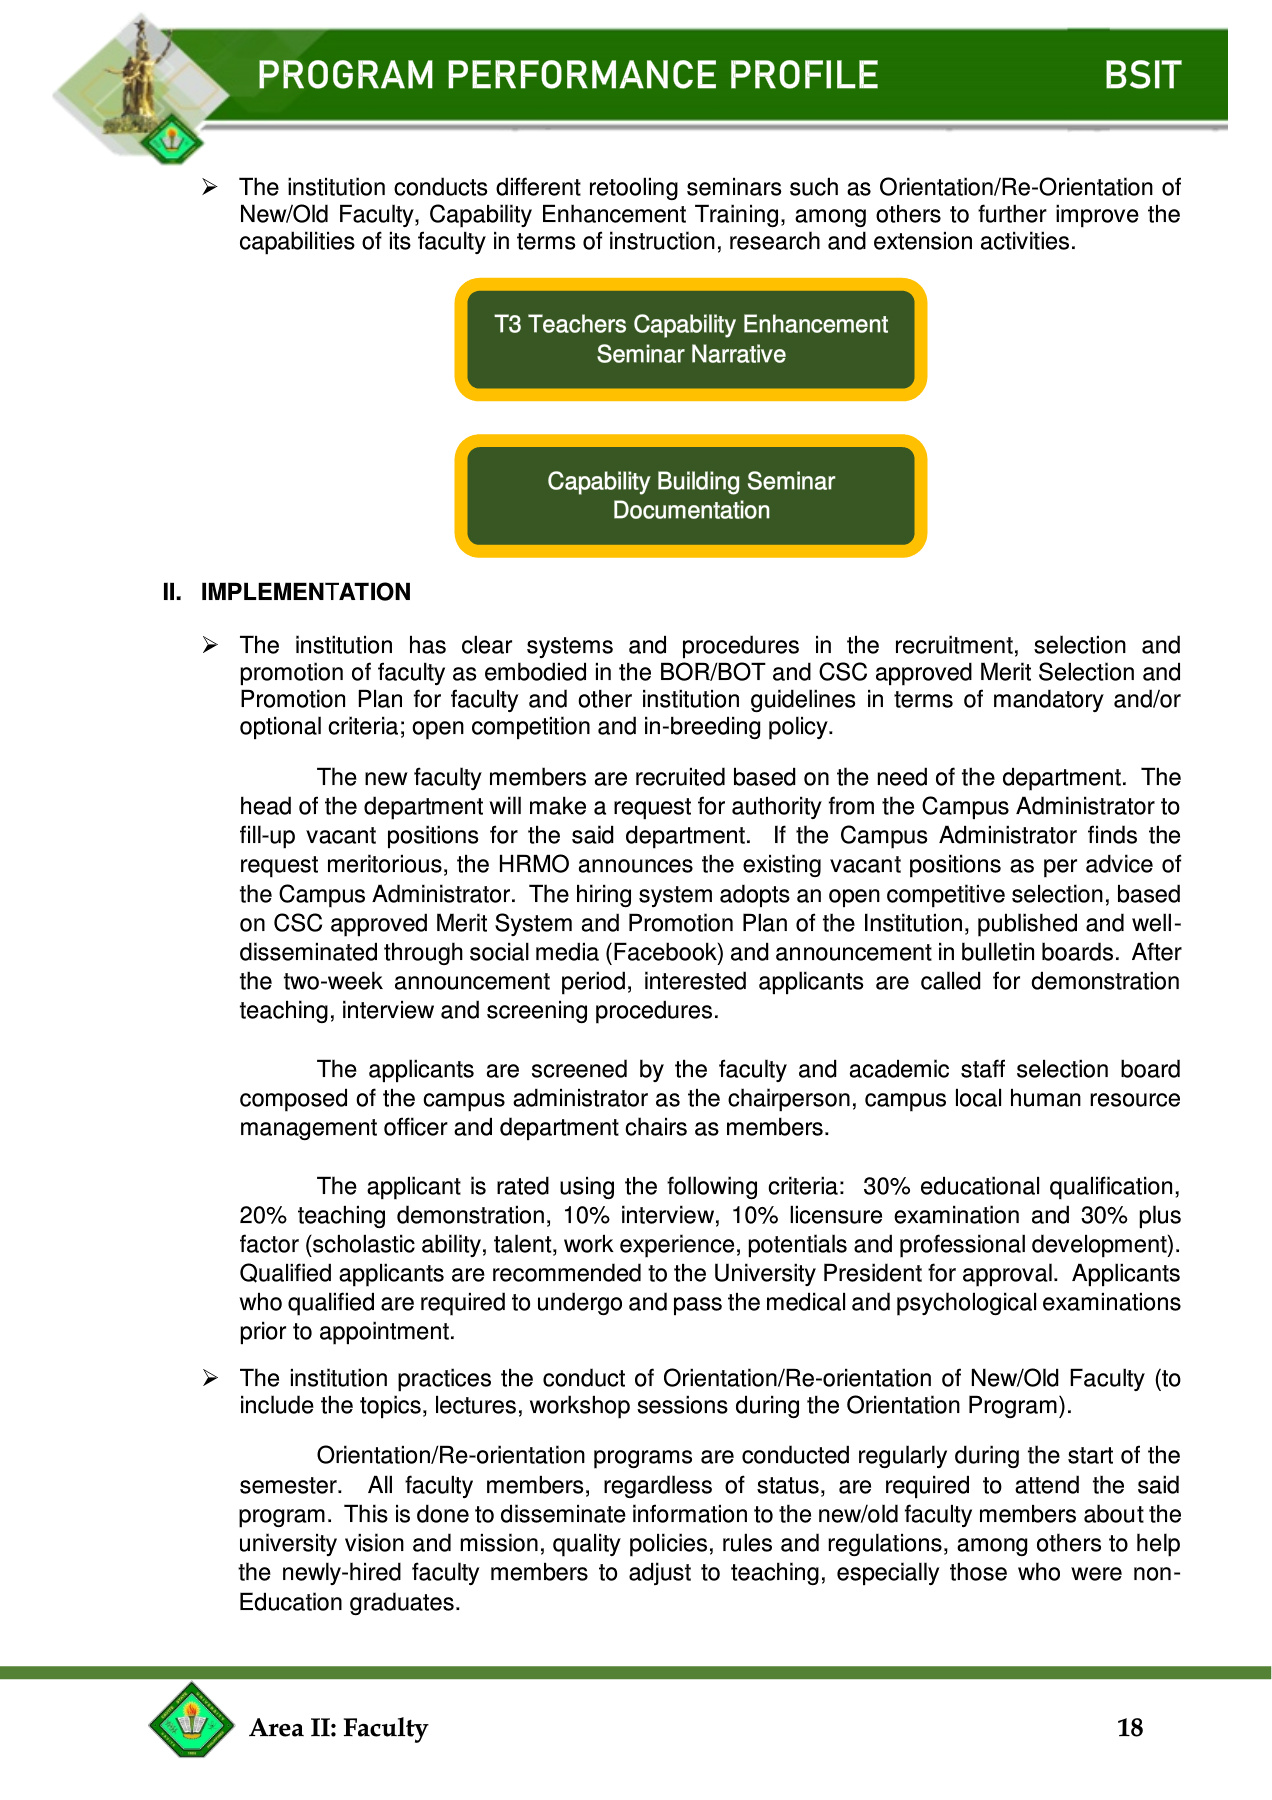 PROGRAM PERFORMANCE PROFILE BSIT
➢ The institution conducts different retooling seminars such as Orientation/Re-Orientation of
New/Old Faculty, Capability Enhancement Training, among others to further improve the
capabilities of its faculty in terms of instruction, research and extension activities.
T3 Teachers Capability Enhancement
Seminar Narrative
Capability Building Seminar
Documentation
II. IMPLEMENTATION
➢ The institution has clear systems and procedures in the recruitment, selection and
promotion of faculty as embodied in the BOR/BOT and CSC approved Merit Selection and
Promotion Plan for faculty and other institution guidelines in terms of mandatory and/or
optional criteria; open competition and in-breeding policy.
The new faculty members are recruited based on the need of the department. The
head of the department will make a request for authority from the Campus Administrator to
fill-up vacant positions for the said department. If the Campus Administrator finds the
request meritorious, the HRMO announces the existing vacant positions as per advice of
the Campus Administrator. The hiring system adopts an open competitive selection, based
on CSC approved Merit System and Promotion Plan of the Institution, published and well-
disseminated through social media (Facebook) and announcement in bulletin boards. After
the two-week announcement period, interested applicants are called for demonstration
teaching, interview and screening procedures.
The applicants are screened by the faculty and academic staff selection board
composed of the campus administrator as the chairperson, campus local human resource
management officer and department chairs as members.
The applicant is rated using the following criteria: 30% educational qualification,
20% teaching demonstration, 10% interview, 10% licensure examination and 30% plus
factor (scholastic ability, talent, work experience, potentials and professional development).
Qualified applicants are recommended to the University President for approval. Applicants
who qualified are required to undergo and pass the medical and psychological examinations
prior to appointment.
➢ The institution practices the conduct of Orientation/Re-orientation of New/Old Faculty (to
include the topics, lectures, workshop sessions during the Orientation Program).
Orientation/Re-orientation programs are conducted regularly during the start of the
semester. All faculty members, regardless of status, are required to attend the said
program. This is done to disseminate information to the new/old faculty members about the
university vision and mission, quality policies, rules and regulations, among others to help
the newly-hired faculty members to adjust to teaching, especially those who were non-
Education graduates.
Area II: Faculty 18